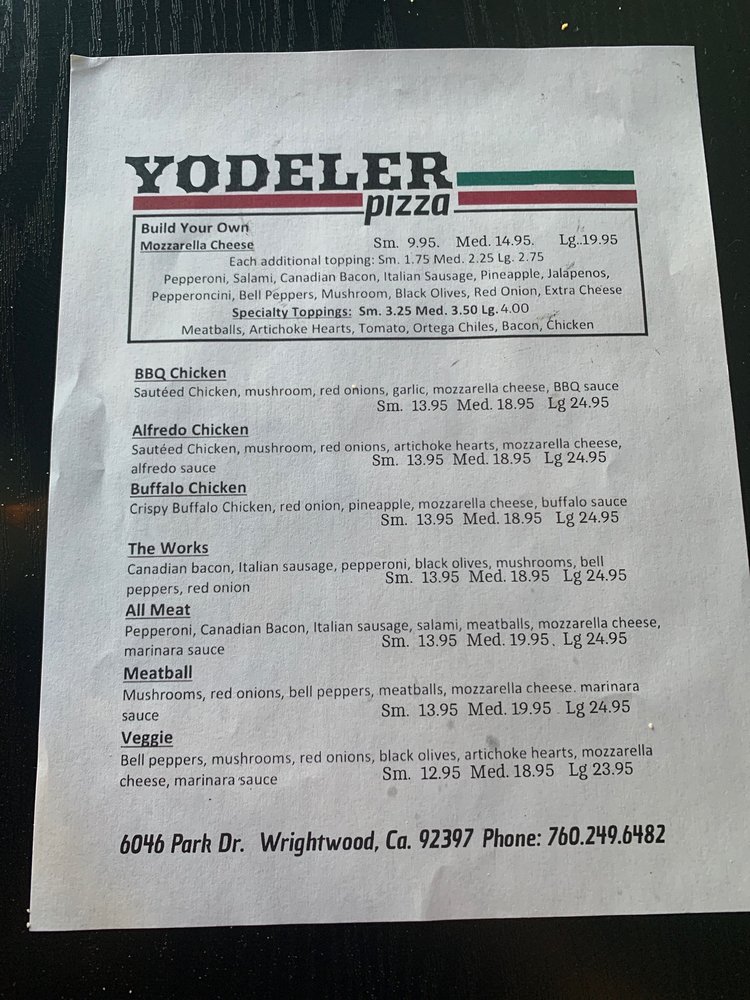 YODELER
pizza
Build Your Own
Mozzarella Cheese Sm. 9.95. Med. 14.95. Lg.19.95
Each additional topping: Sm. 1.75 Med. 2.25 Lg. 2.75
Pepperoni, Salami, Canadian Bacon, Italian Sausage, Pineapple, Jalapenos,
Pepperoncini, Bell Peppers, Mushroom, Black Olives, Red Onion, Extra Cheese
Specialty Toppings: Sm. 3.25 Med. 3.50 Lg. 4.00
Meatballs, Artichoke Hearts, Tomato, Ortega Chiles, Bacon, Chicken
BBQ Chicken
Sautéed Chicken, mushroom, red onions, garlic, mozzarella cheese, BBQ sauce
Sm. 13.95 Med. 18.95 Lg 24.95
Alfredo Chicken
Sautéed Chicken, mushroom, red onions, artichoke hearts, mozzarella cheese,
alfredo sauce Sm. 13.95 Med. 18.95 Lg 24.95
Buffalo Chicken
Crispy Buffalo Chicken, red onion, pineapple, mozzarella cheese, buffalo sauce
Sm. 13.95 Med. 18.95 Lg 24.95
The Works
Canadian bacon, Italian sausage, pepperoni, black olives, mushrooms, bell
peppers, red onion Sm. 13.95 Med. 18.95 Lg 24.95
All Meat
Pepperoni, Canadian Bacon, Italian sausage, salami, meatballs, mozzarella cheese,
marinara sauce Sm. 13.95 Med. 19.95. Lg 24.95
Meatball
Mushrooms, red onions, bell peppers, meatballs, mozzarella cheese. marinara
sauce Sm. 13.95 Med. 19.95 . Lg 24.95
Veggie
Bell peppers, mushrooms, red onions, black olives, artichoke hearts, mozzarella
cheese, marinara sauce Sm. 12.95 Med. 18.95 Lg 23.95
6046 Park Dr. Wrightwood, Ca. 92397 Phone: 760.249.6482